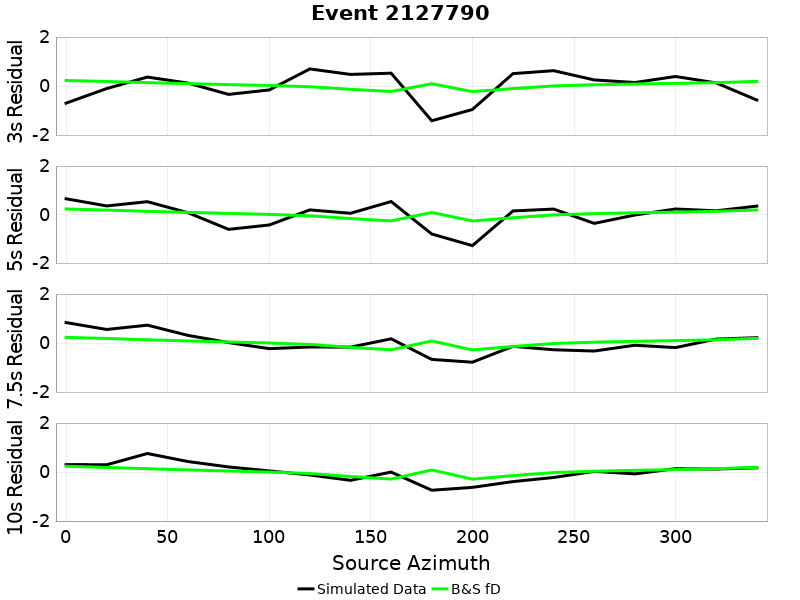 Event 2127790
3s Residual
2
0
-2
5s Residual
2
0
-2
7.5s Residual
2
0
-2
10s Residual
2
0
-2
0 50 100 150 200 250 300
Source Azimuth
Simulated Data B&S fD